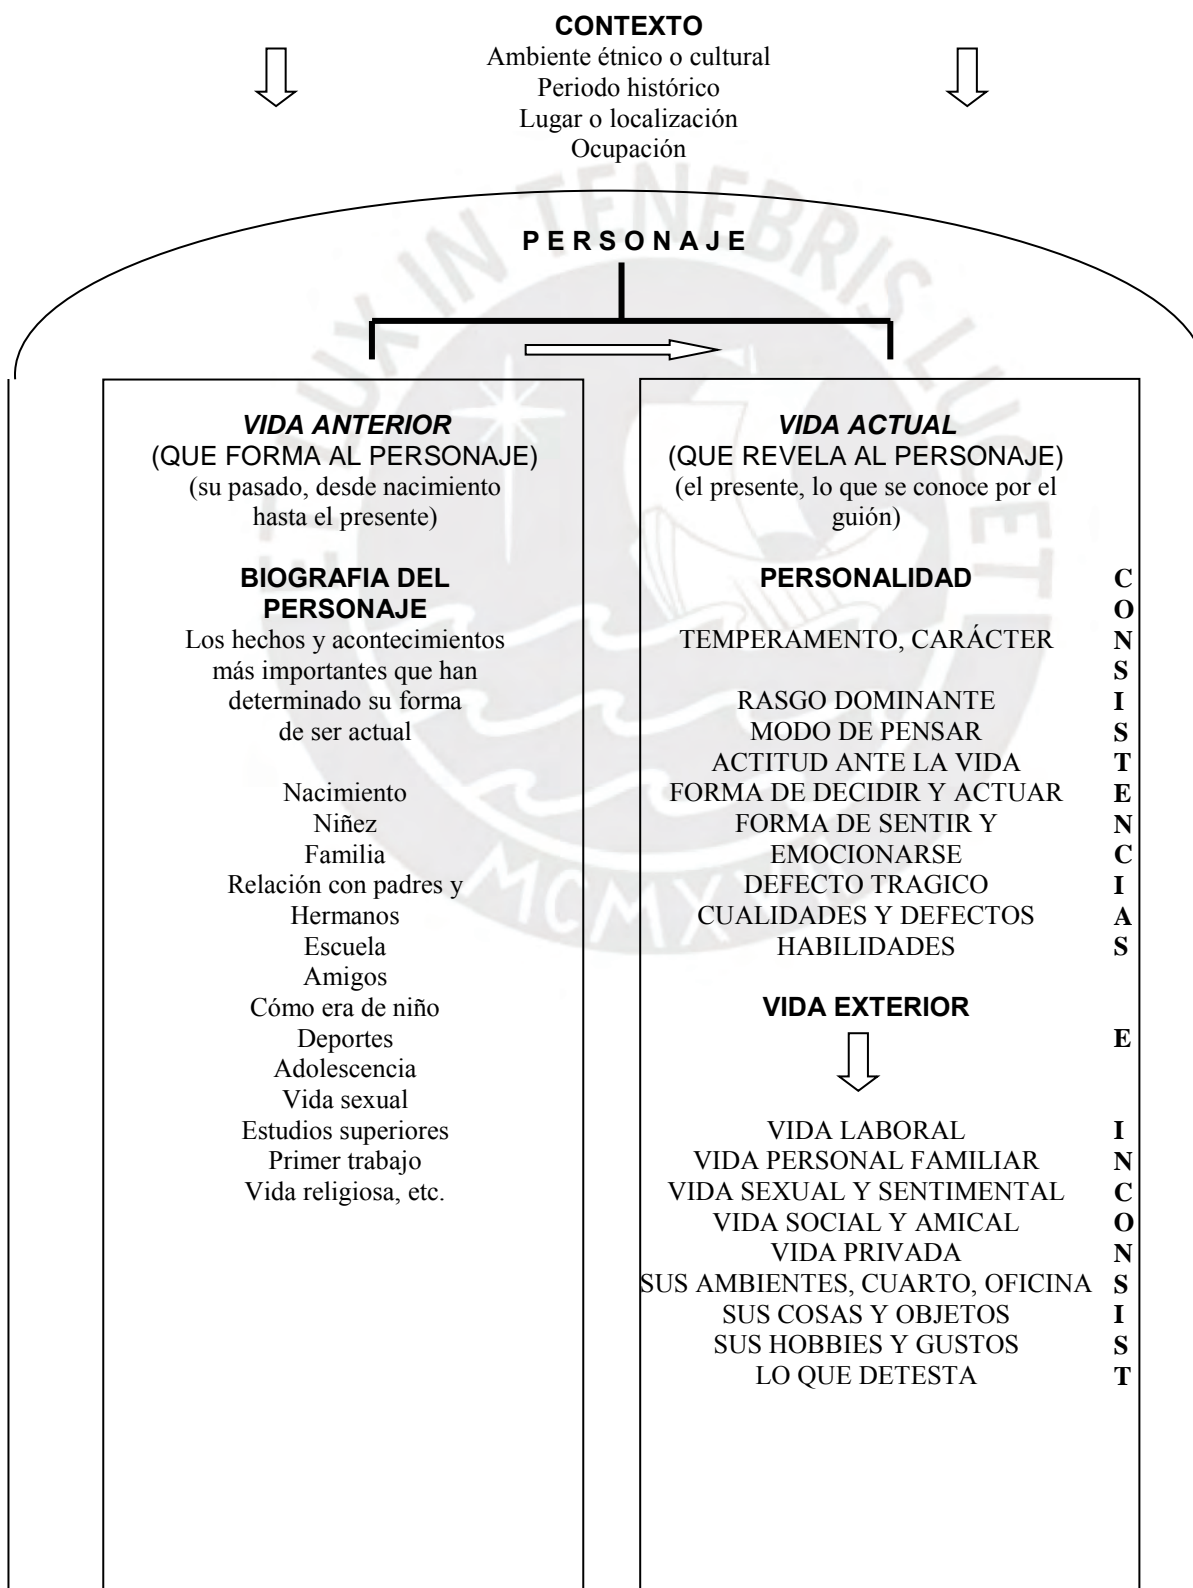 CONTEXTO
Ambiente étnico o cultural
Periodo histórico
Lugar o localización
Ocupación
P E R S O N A J E
VIDA ANTERIOR
(QUE FORMA AL PERSONAJE)
(su pasado, desde nacimiento
hasta el presente)
BIOGRAFIA DEL
PERSONAJE
Los hechos y acontecimientos
más importantes que han
determinado su forma
de ser actual
Nacimiento
Niñez
Familia
Relación con padres y
Hermanos
Escuela
Amigos
Cómo era de niño
Deportes
Adolescencia
Vida sexual
Estudios superiores
Primer trabajo
Vida religiosa, etc.
VIDA ACTUAL
(QUE REVELA AL PERSONAJE)
(el presente, lo que se conoce por el
guión)
PERSONALIDAD
TEMPERAMENTO, CARÁCTER
RASGO DOMINANTE
MODO DE PENSAR
ACTITUD ANTE LA VIDA
FORMA DE DECIDIR Y ACTUAR
FORMA DE SENTIR Y
EMOCIONARSE
DEFECTO TRAGICO
CUALIDADES Y DEFECTOS
HABILIDADES
VIDA EXTERIOR
VIDA LABORAL
VIDA PERSONAL FAMILIAR
VIDA SEXUAL Y SENTIMENTAL
VIDA SOCIAL Y AMICAL
VIDA PRIVADA
SUS AMBIENTES, CUARTO, OFICINA
SUS COSAS Y OBJETOS
SUS HOBBIES Y GUSTOS
LO QUE DETESTA
C
O
N
S
I
S
T
E
N
C
I
A
S
E
I
N
C
O
N
S
I
S
T
ET LUX IN TENEBRIS LUCET
MCMXVII